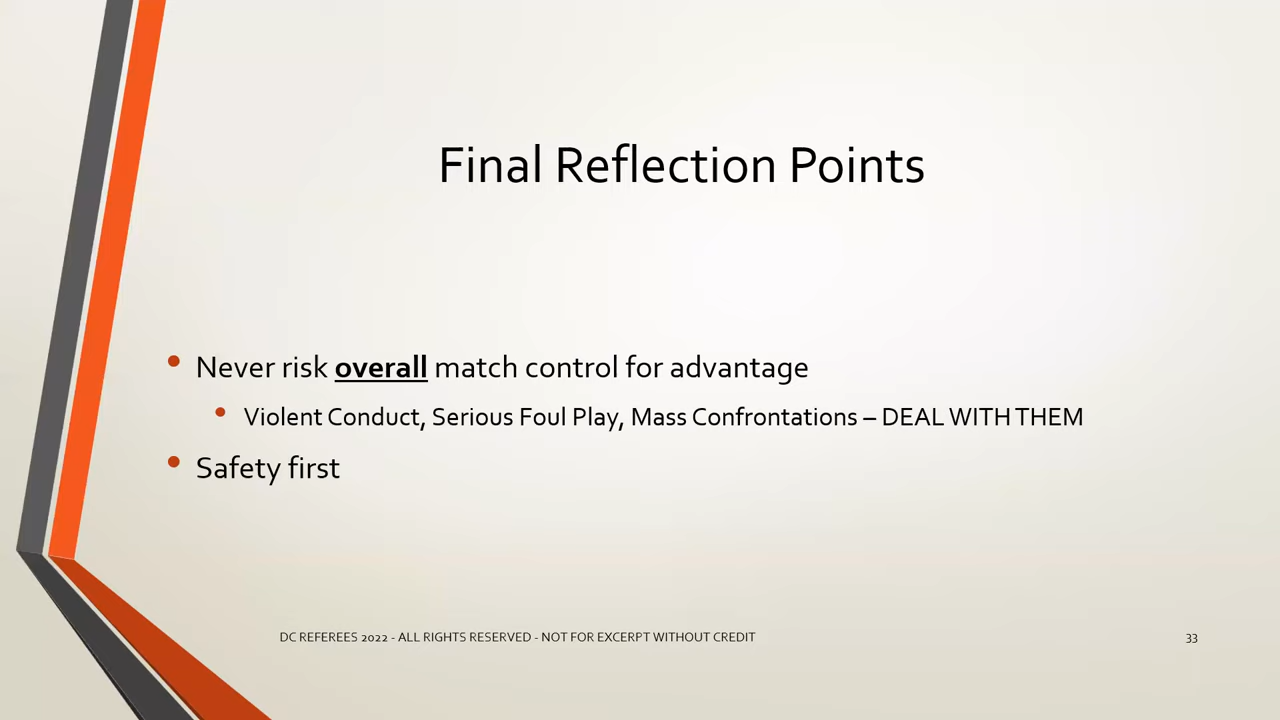 Final Reflection Points
• Never risk overall match control for advantage
• Violent Conduct, Serious Foul Play, Mass Confrontations – DEAL WITH THEM
• Safety first
DC REFEREES 2022 - ALL RIGHTS RESERVED - NOT FOR EXCERPT WITHOUT CREDIT
33